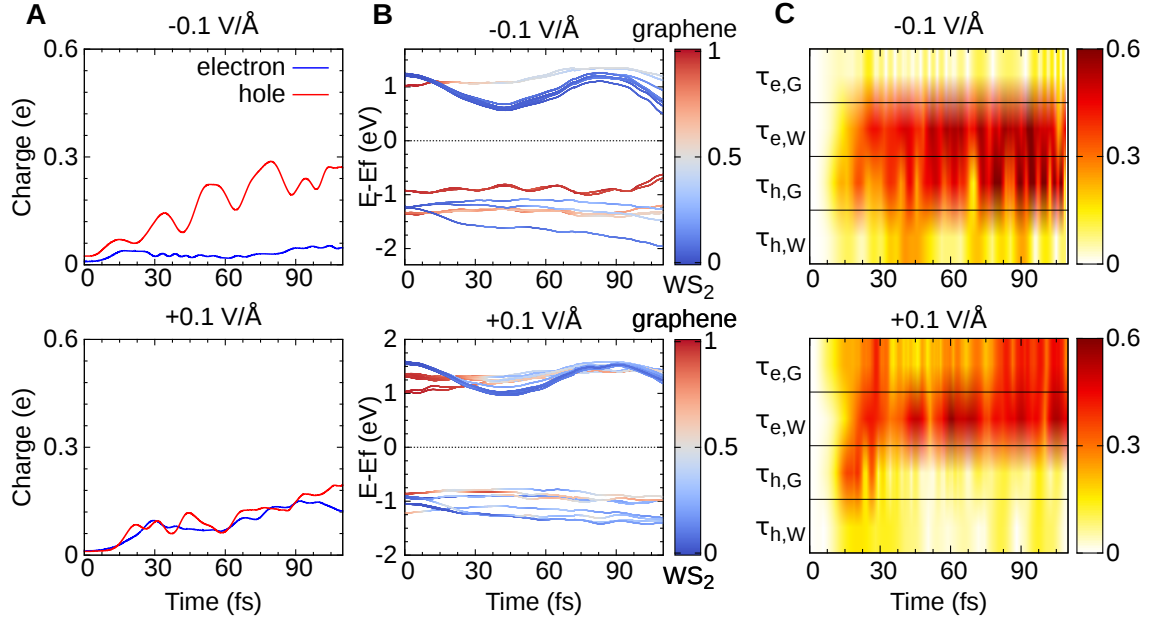 A
B
C
-0.1 V/Å
-0.1 V/Å
graphene
-0.1 V/Å
Charge (e)
0.6
0.3
0
electron
hole
0 30 60 90
E-Ef (eV)
1
0
-1
-2
0 30 60 90
1
0.5
0
WS2
τe,G
τe,W
τh,G
τh,W
0 30 60 90
0.6
0.3
0
+0.1 V/Å
+0.1 V/Å
graphene
+0.1 V/Å
Charge (e)
0.6
0.3
0
0 30 60 90
Time (fs)
E-Ef (eV)
2
1
0
-1
-2
0 30 60 90
Time (fs)
1
0.5
0
WS2
τe,G
τe,W
τh,G
τh,W
0 30 60 90
Time (fs)
0.6
0.3
0